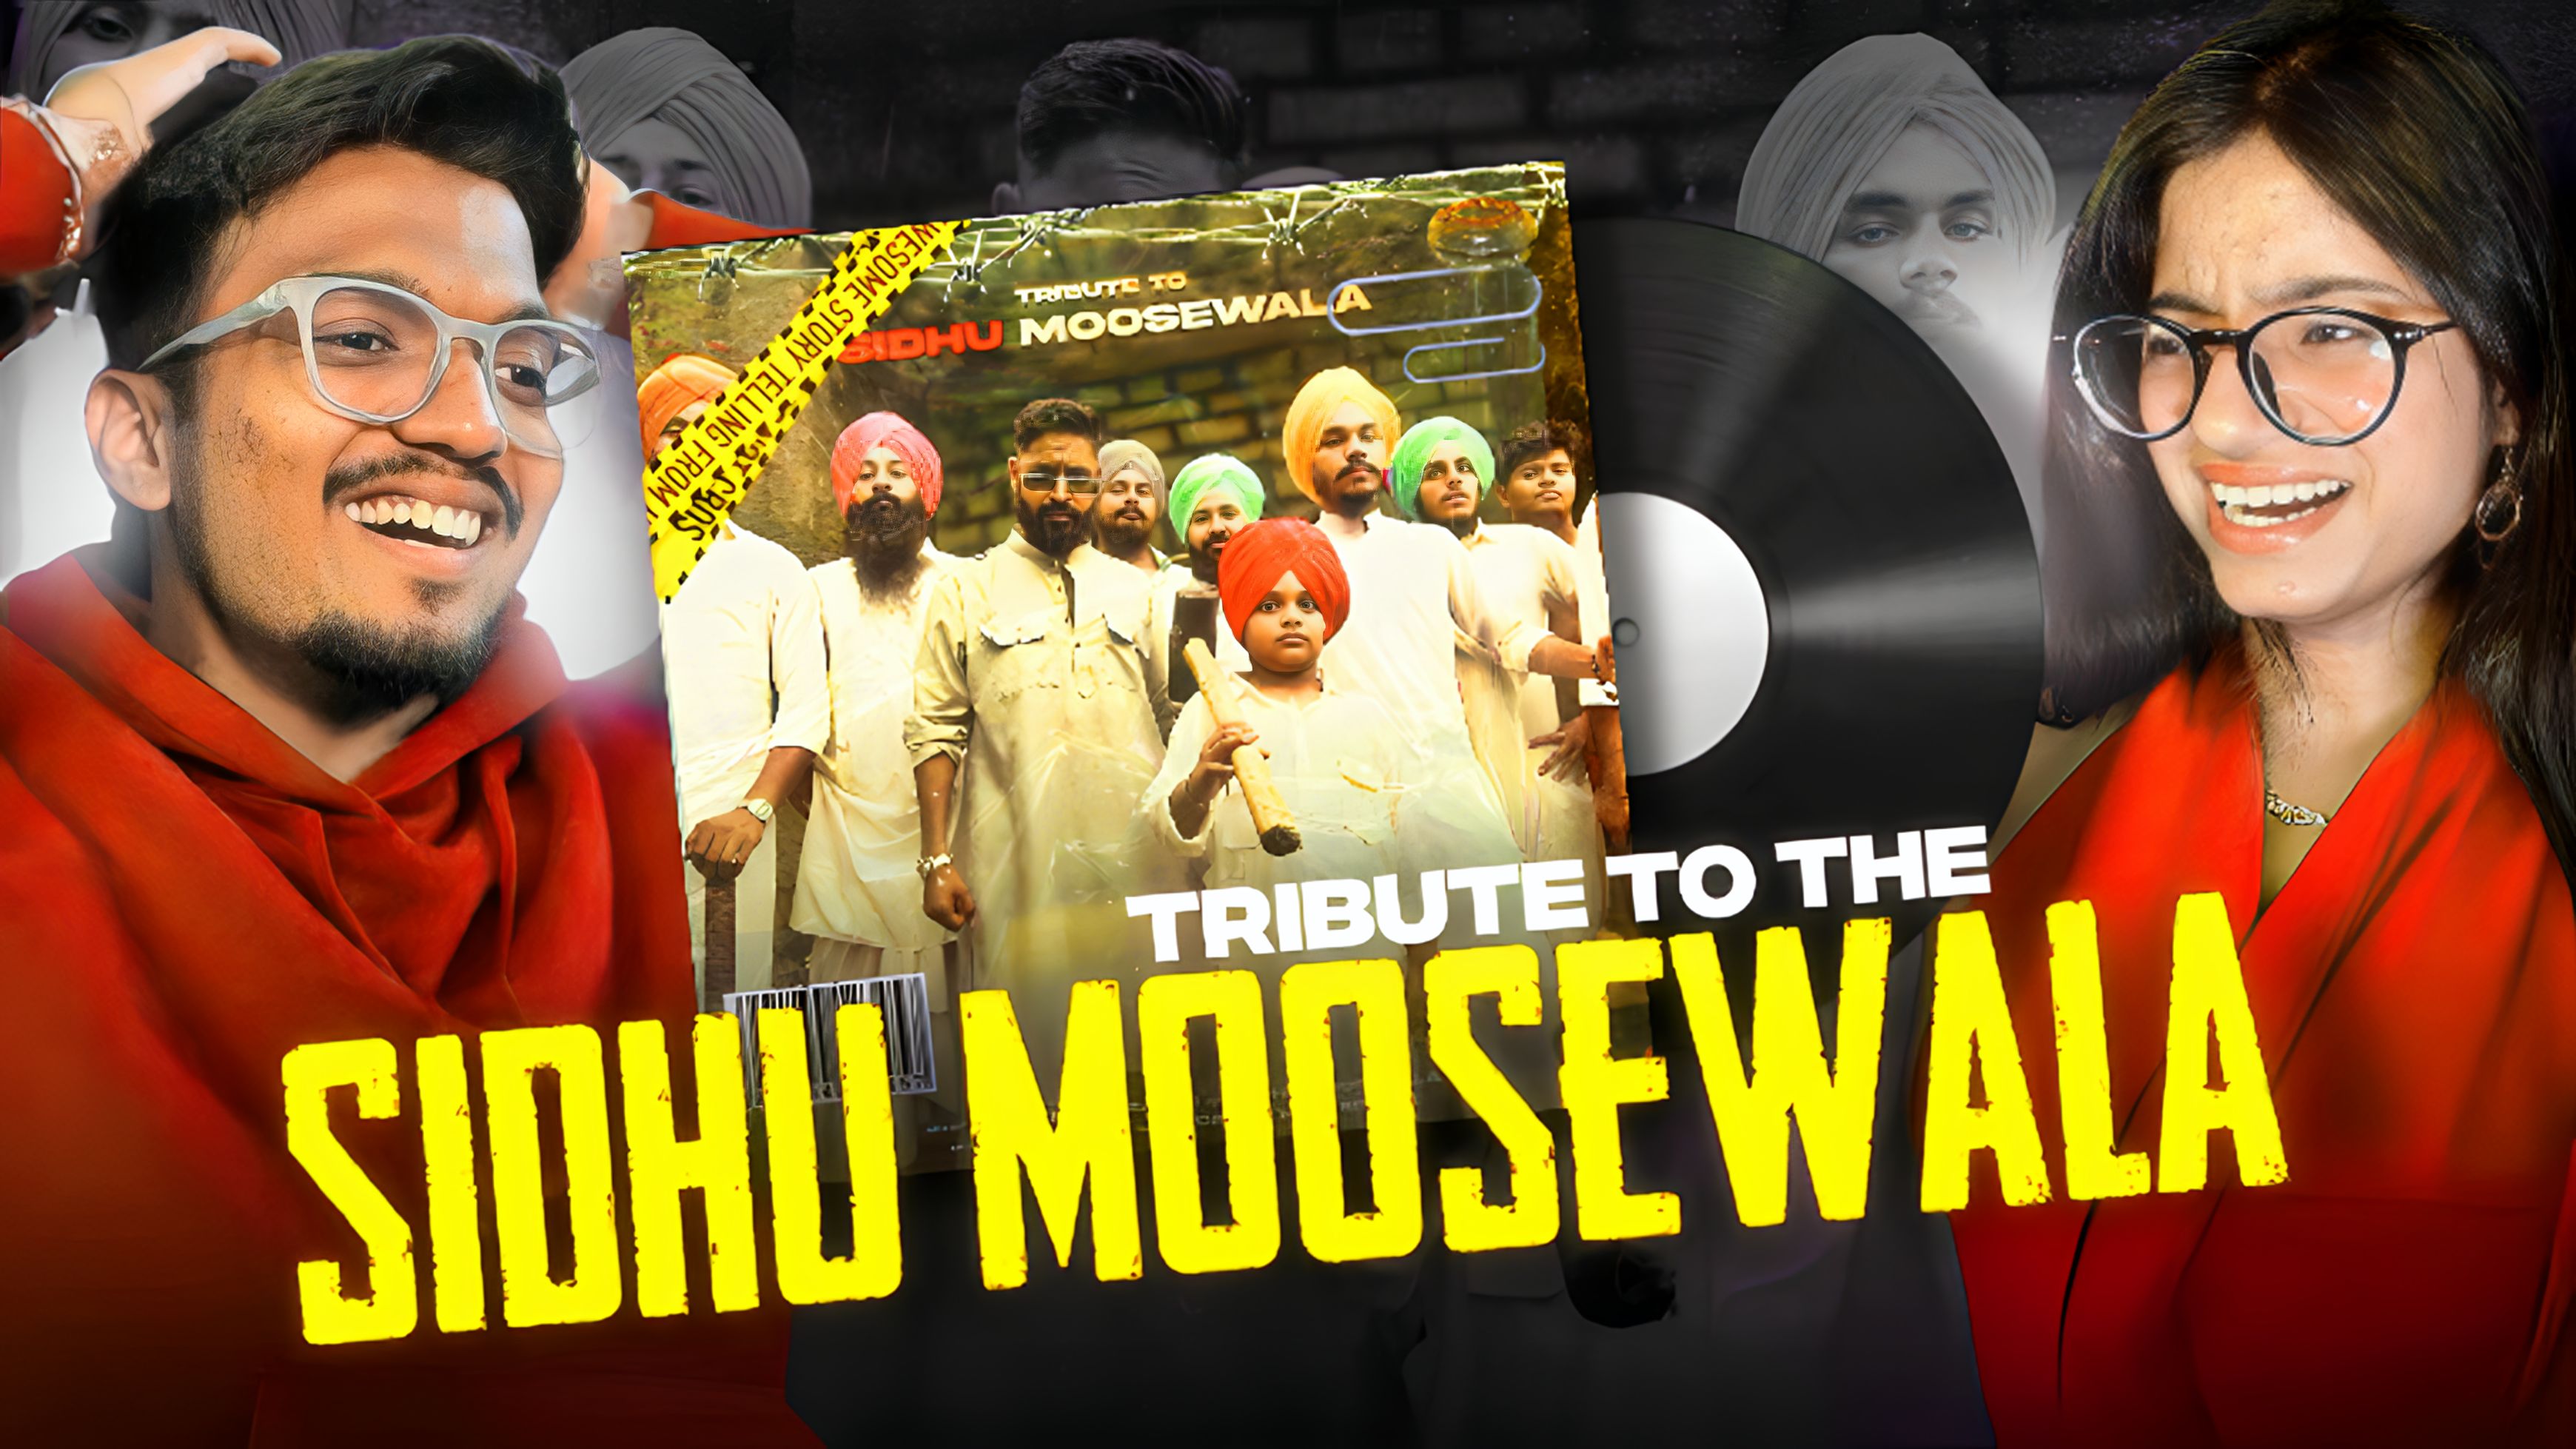 AWESOME STORY TELLING FROM
TRIBUTE TO
SIDHU MOOSEWALA
TRIBUTE TO THE
SIDHU MOOSEWALA